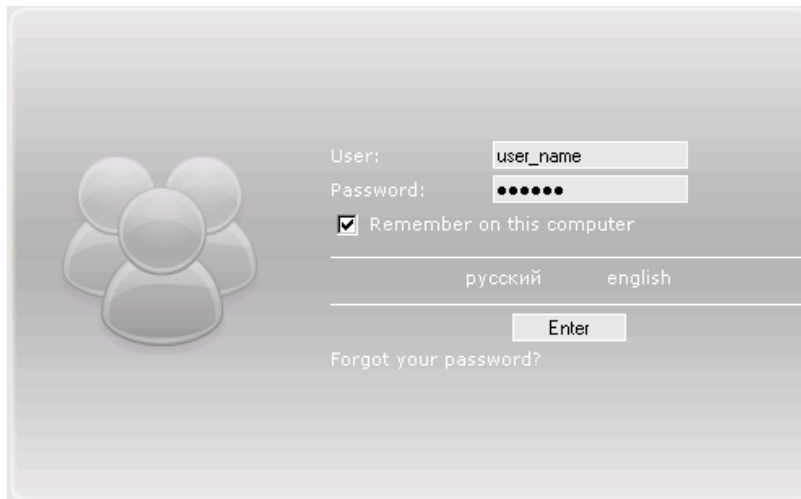 User: user_name
Password: ••••••
Remember on this computer
русский english
Enter
Forgot your password?